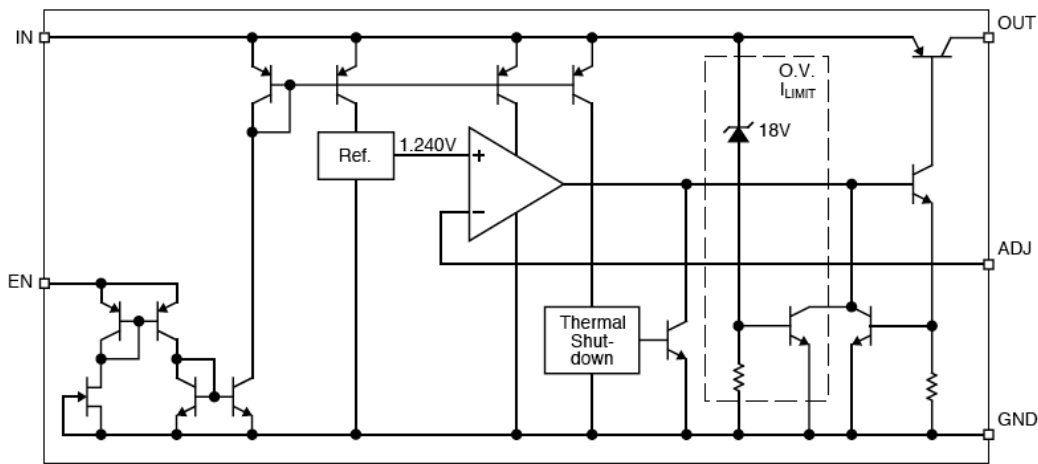 IN
OUT
O.V.
ILIMIT
18V
Ref.
1.240V
+
−
ADJ
EN
Thermal
Shut-
down
GND